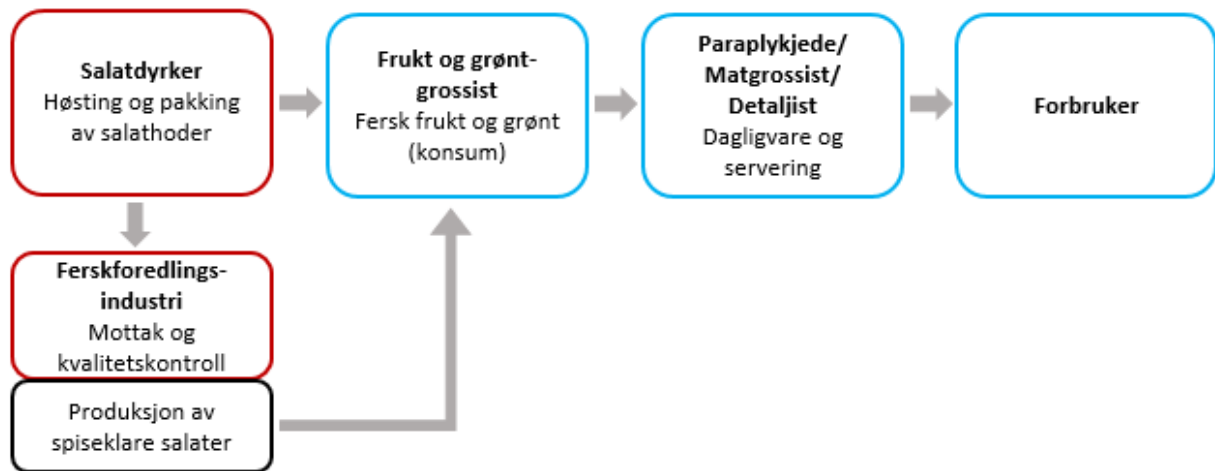 Salatdyrker
Høsting og pakking
av salathoder
Frukt og grønt-
grossist
Fersk frukt og grønt
(konsum)
Paraplykjede/
Matgrossist/
Detaljist
Dagligvare og
servering
Forbruker
Ferskforedlings-
industri
Mottak og
kvalitetskontroll
Produksjon av
spiseklare salater